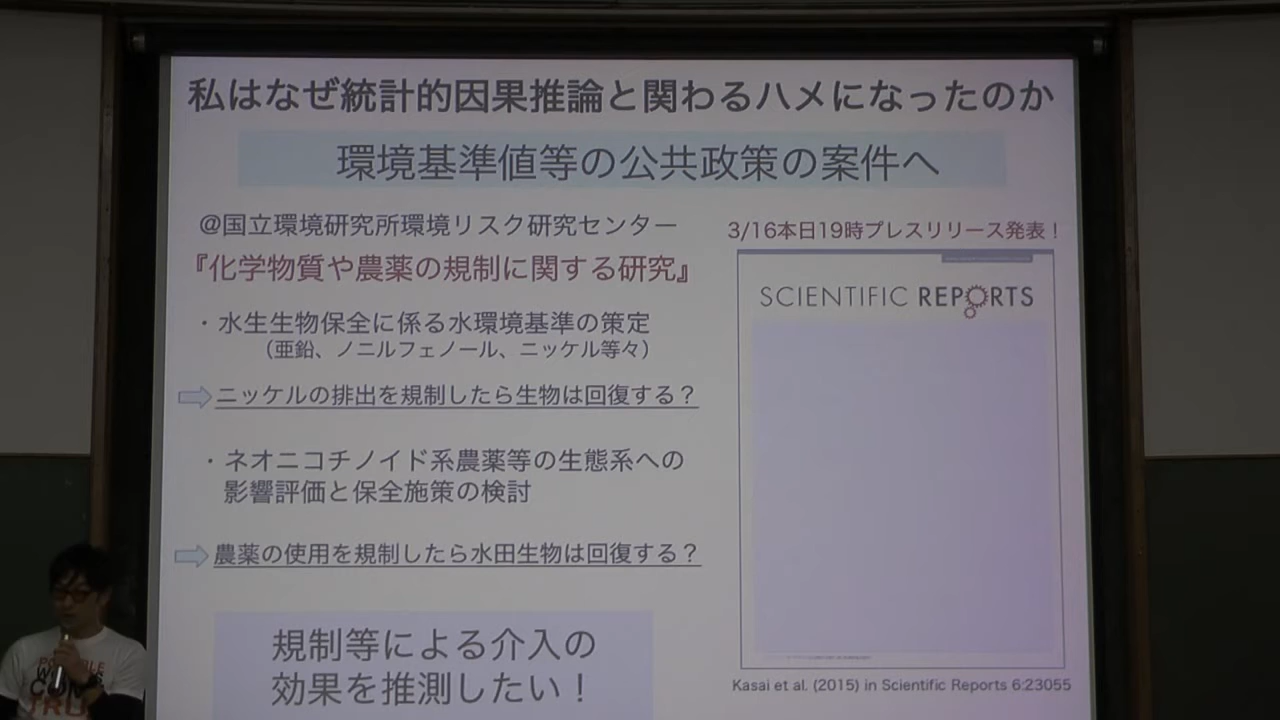 私はなぜ統計的因果推論と関わるハメになったのか
環境基準値等の公共政策の案件へ
@国立環境研究所環境リスク研究センター
『化学物質や農薬の規制に関する研究』
・水生生物保全に係る水環境基準の策定
（亜鉛、ノニルフェノール、ニッケル等々）
ニッケルの排出を規制したら生物は回復する？
・ネオニコチノイド系農薬等の生態系への
影響評価と保全施策の検討
農薬の使用を規制したら水田生物は回復する？
規制等による介入の
効果を推測したい！
3/16本日19時プレスリリース発表！
SCIENTIFIC REPORTS
Kasai et al. (2015) in Scientific Reports 6:23055